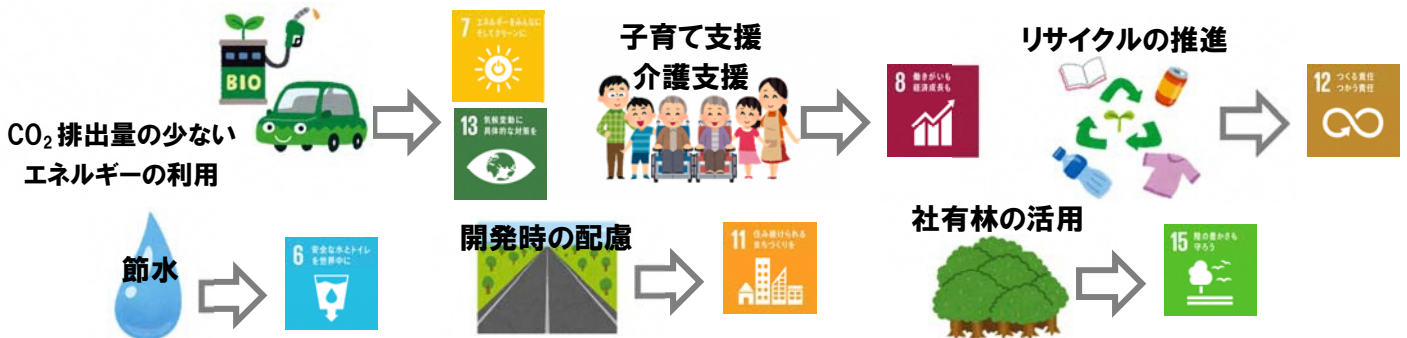 BIO
CO₂排出量の少ない
エネルギーの利用
7 エネルギーをみんなに
そしてクリーンに
13 気候変動に
具体的な対策を
子育て支援
介護支援
8 働きがいも
経済成長も
リサイクルの推進
12 つくる責任
つかう責任
節水
6 安全な水とトイレ
を世界中に
開発時の配慮
11 住み続けられる
まちづくりを
社有林の活用
15 陸の豊かさも
守ろう